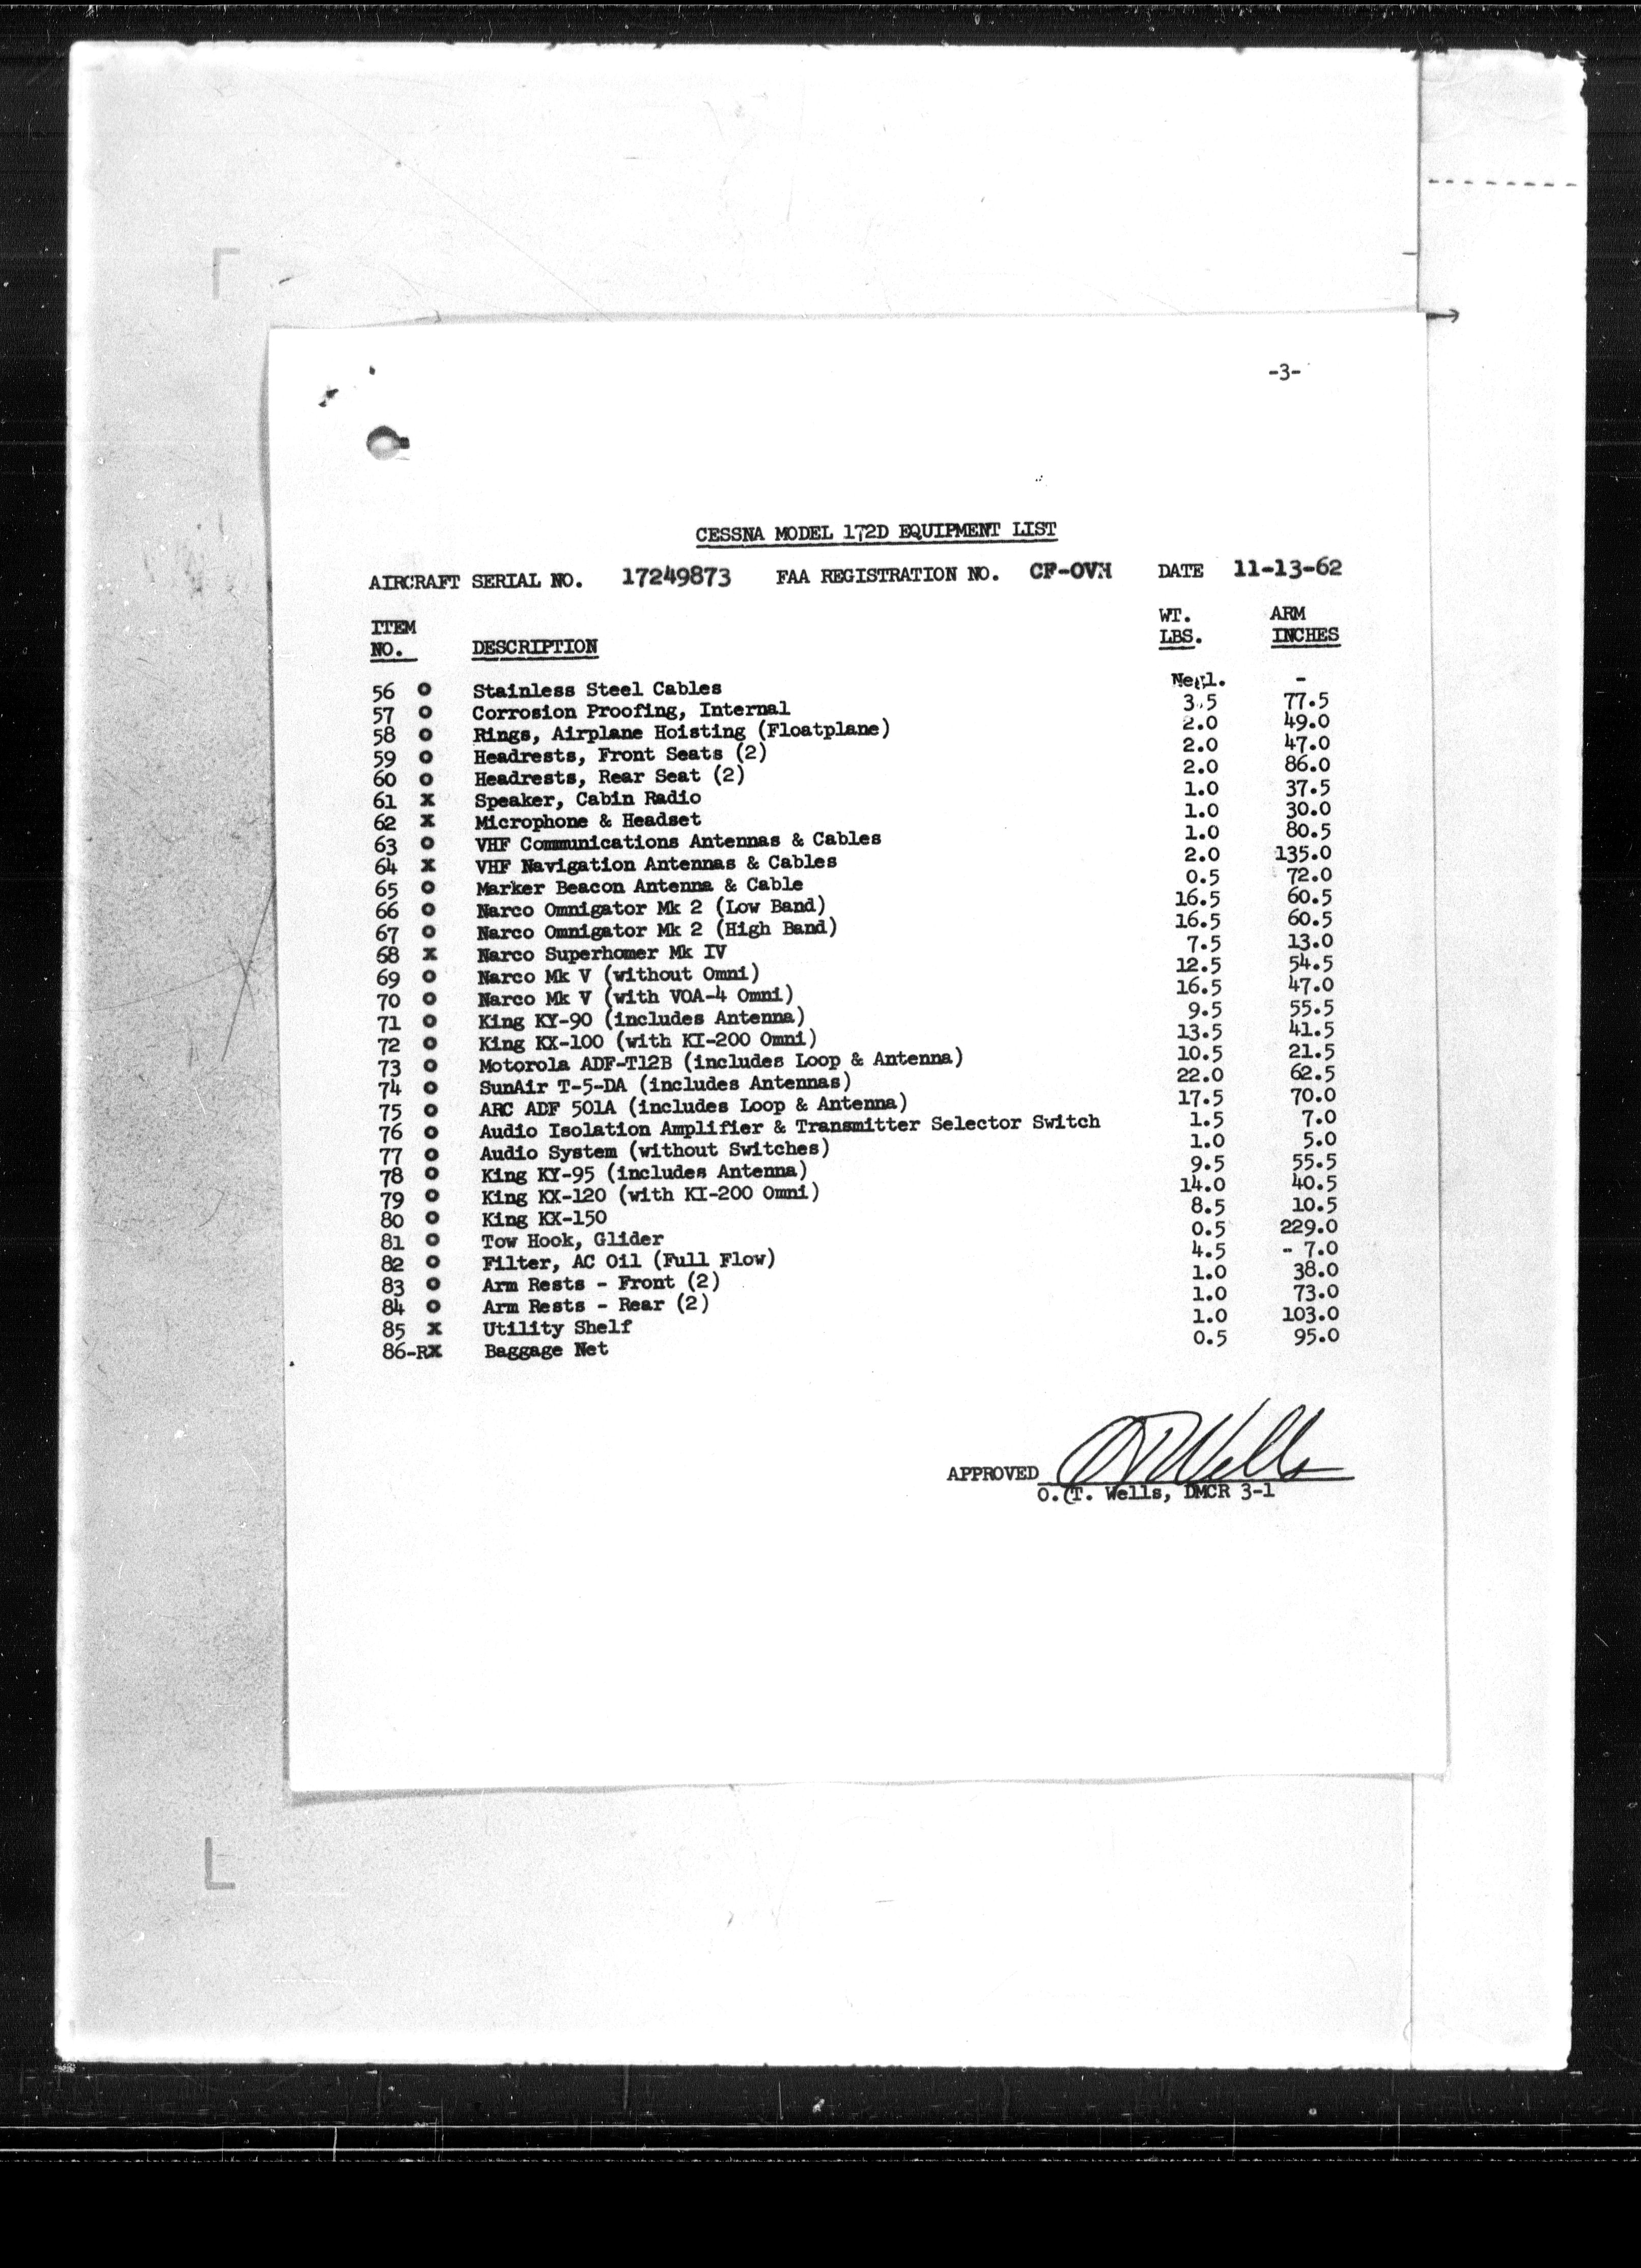 -3-
CESSNA MODEL 172D EQUIPMENT LIST
AIRCRAFT SERIAL NO. 17249873 FAA REGISTRATION NO. DATE 11-13-62
ITEM NO. DESCRIPTION WT. LBS. ARM INCHES
56 O Stainless Steel Cables Negl. -
57 O Corrosion Proofing, Internal 3.5 77.5
58 O Rings, Airplane Hoisting (Floatplane) 2.0 49.0
59 O Headrests, Front Seats (2) 2.0 47.0
60 O Headrests, Rear Seat (2) 2.0 86.0
61 X Speaker, Cabin Radio 1.0 37.5
62 X Microphone & Headset 1.0 30.0
63 O VHF Communications Antennas & Cables 1.0 80.5
64 X VHF Navigation Antennas & Cables 2.0 135.0
65 O Marker Beacon Antenna & Cable 0.5 72.0
66 O Narco Omnigator Mk 2 (Low Band) 16.5 60.5
67 O Narco Omnigator Mk 2 (High Band) 16.5 60.5
68 X Narco Superhomer Mk IV 7.5 13.0
69 O Narco Mk V (without Omni) 12.5 54.5
70 O Narco Mk V (with VOA-4 Omni) 16.5 47.0
71 O King KY-90 (includes Antenna) 9.5 55.5
72 O King KX-100 (with KI-200 Omni) 13.5 41.5
73 O Motorola ADF-T12B (includes Loop & Antenna) 10.5 21.5
74 O SunAir T-5-DA (includes Antennas) 22.0 62.5
75 O ARC ADF 501A (includes Loop & Antenna) 17.5 70.0
76 O Audio Isolation Amplifier & Transmitter Selector Switch 1.5 7.0
77 O Audio System (without Switches) 1.0 5.0
78 O King KY-95 (includes Antenna) 9.5 55.5
79 O King KX-120 (with KI-200 Omni) 14.0 40.5
80 O King KX-150 8.5 10.5
81 O Tow Hook, Glider 0.5 229.0
82 O Filter, AC Oil (Full Flow) 4.5 - 7.0
83 O Arm Rests - Front (2) 1.0 38.0
84 O Arm Rests - Rear (2) 1.0 73.0
85 X Utility Shelf 1.0 103.0
86-RX Baggage Net 0.5 95.0
APPROVED OT Wells
O. T. Wells, DMCR 3-1